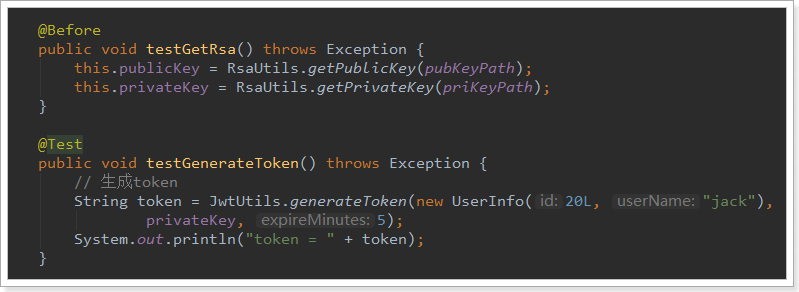 @Before
public void testGetRsa() throws Exception {
this.publicKey = RsaUtils.getPublicKey(pubKeyPath);
this.privateKey = RsaUtils.getPrivateKey(priKeyPath);
}
@Test
public void testGenerateToken() throws Exception {
// 生成token
String token = JwtUtils.generateToken(new UserInfo( id: 20L, userName: "jack"),
privateKey, expireMinutes: 5);
System.out.println("token = " + token);
}